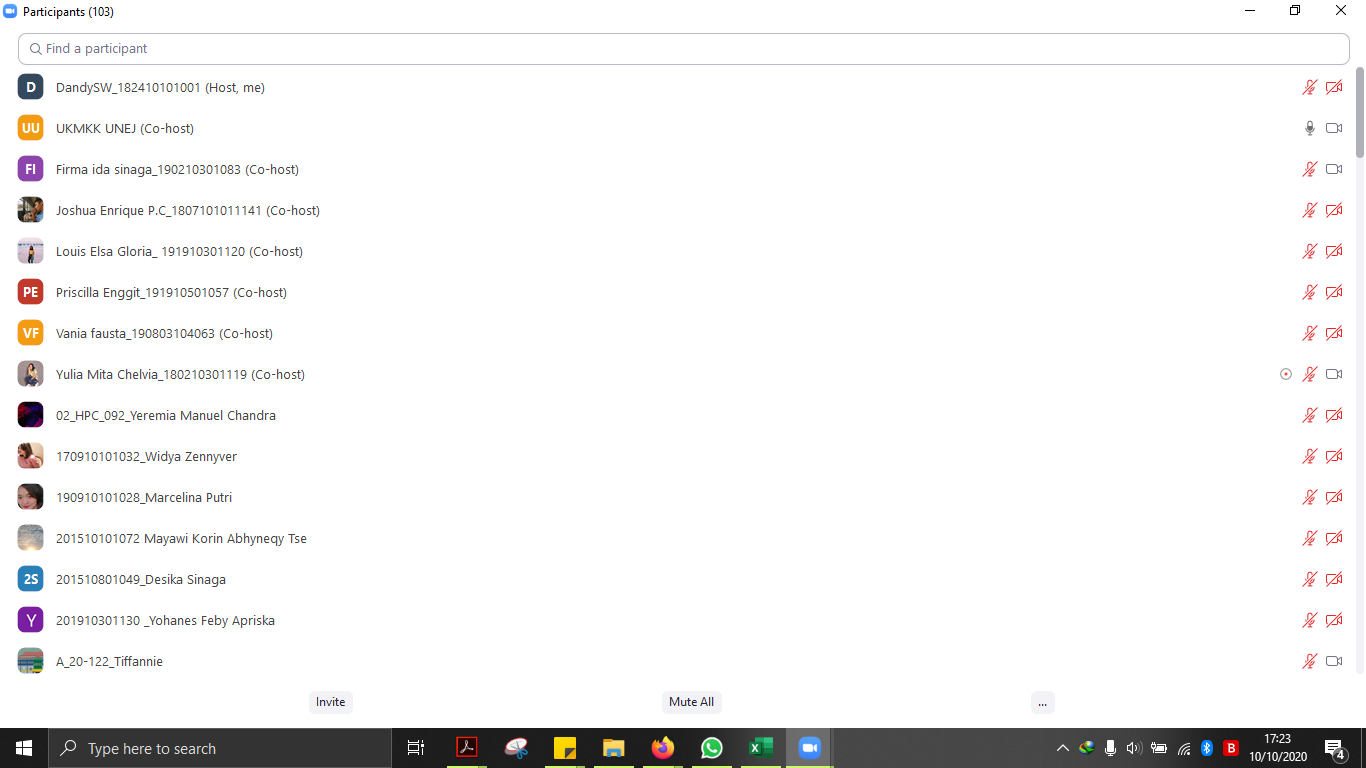 Participants (103)
Find a participant
D DandySW_182410101001 (Host, me)
UU UKMKK UNEJ (Co-host)
FI Firma ida sinaga_190210301083 (Co-host)
Joshua Enrique P.C_1807101011141 (Co-host)
Louis Elsa Gloria_ 191910301120 (Co-host)
PE Priscilla Enggit_191910501057 (Co-host)
VF Vania fausta_190803104063 (Co-host)
Yulia Mita Chelvia_180210301119 (Co-host)
02_HPC_092_Yeremia Manuel Chandra
170910101032_Widya Zennyver
190910101028_Marcelina Putri
201510101072 Mayawi Korin Abhyneqy Tse
2S 201510801049_Desika Sinaga
Y 201910301130 _Yohanes Feby Apriska
A_20-122_Tiffannie
Invite Mute All ...
Type here to search
B
17:23
10/10/2020
4